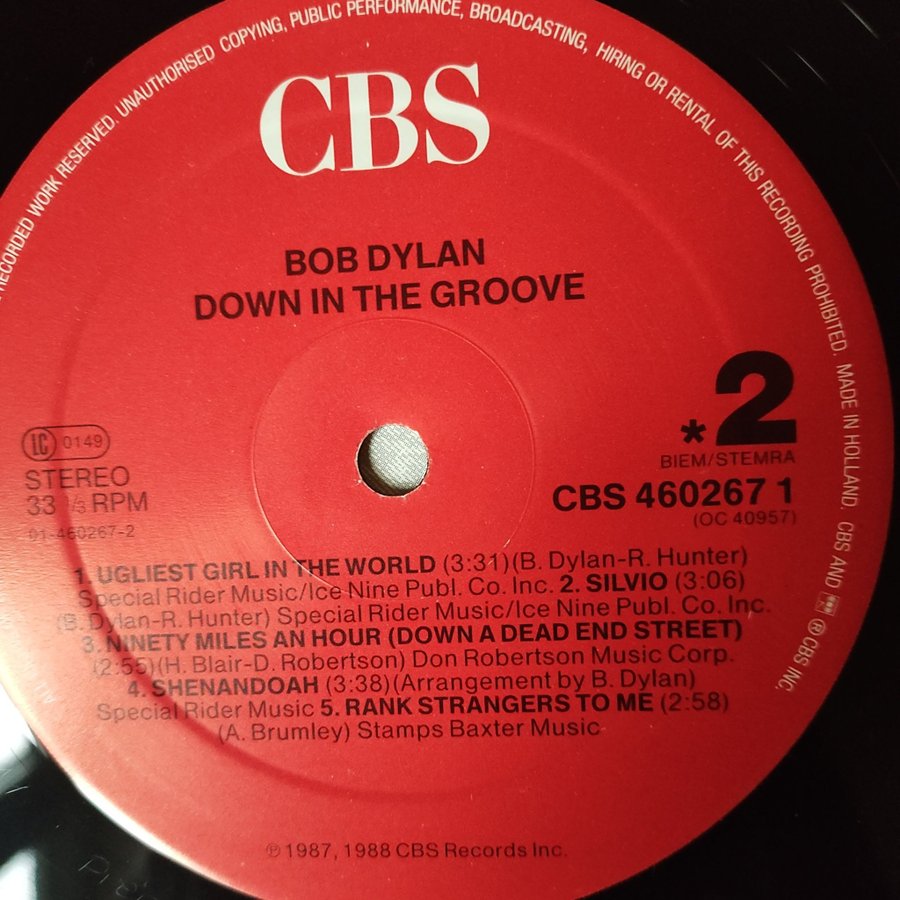 RECORDED WORK RESERVED. UNAUTHORISED COPYING, PUBLIC PERFORMANCE, BROADCASTING, HIRING OR RENTAL OF THIS RECORDING PROHIBITED. MADE IN HOLLAND. CBS AND ® CBS INC.
CBS
BOB DYLAN
DOWN IN THE GROOVE
*2
BIEM/STEMRA
CBS 460267 1
(OC 40957)
LC 0149
STEREO
33 1/3 RPM
01-460267-2
1. UGLIEST GIRL IN THE WORLD (3:31)(B. Dylan-R. Hunter)
Special Rider Music/Ice Nine Publ. Co. Inc. 2. SILVIO (3:06)
(B. Dylan-R. Hunter) Special Rider Music/Ice Nine Publ. Co. Inc.
3. NINETY MILES AN HOUR (DOWN A DEAD END STREET)
(2:55)(H. Blair-D. Robertson) Don Robertson Music Corp.
4. SHENANDOAH (3:38)(Arrangement by B. Dylan)
Special Rider Music 5. RANK STRANGERS TO ME (2:58)
(A. Brumley) Stamps Baxter Music
℗ 1987, 1988 CBS Records Inc.